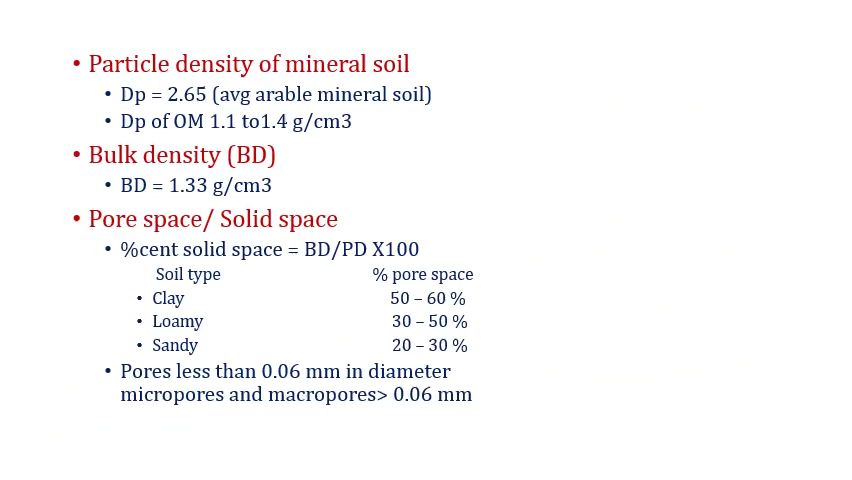 • Particle density of mineral soil
• Dp = 2.65 (avg arable mineral soil)
• Dp of OM 1.1 to1.4 g/cm3
• Bulk density (BD)
• BD = 1.33 g/cm3
• Pore space/ Solid space
• %cent solid space = BD/PD X100
Soil type % pore space
• Clay 50 – 60 %
• Loamy 30 – 50 %
• Sandy 20 – 30 %
• Pores less than 0.06 mm in diameter
micropores and macropores> 0.06 mm